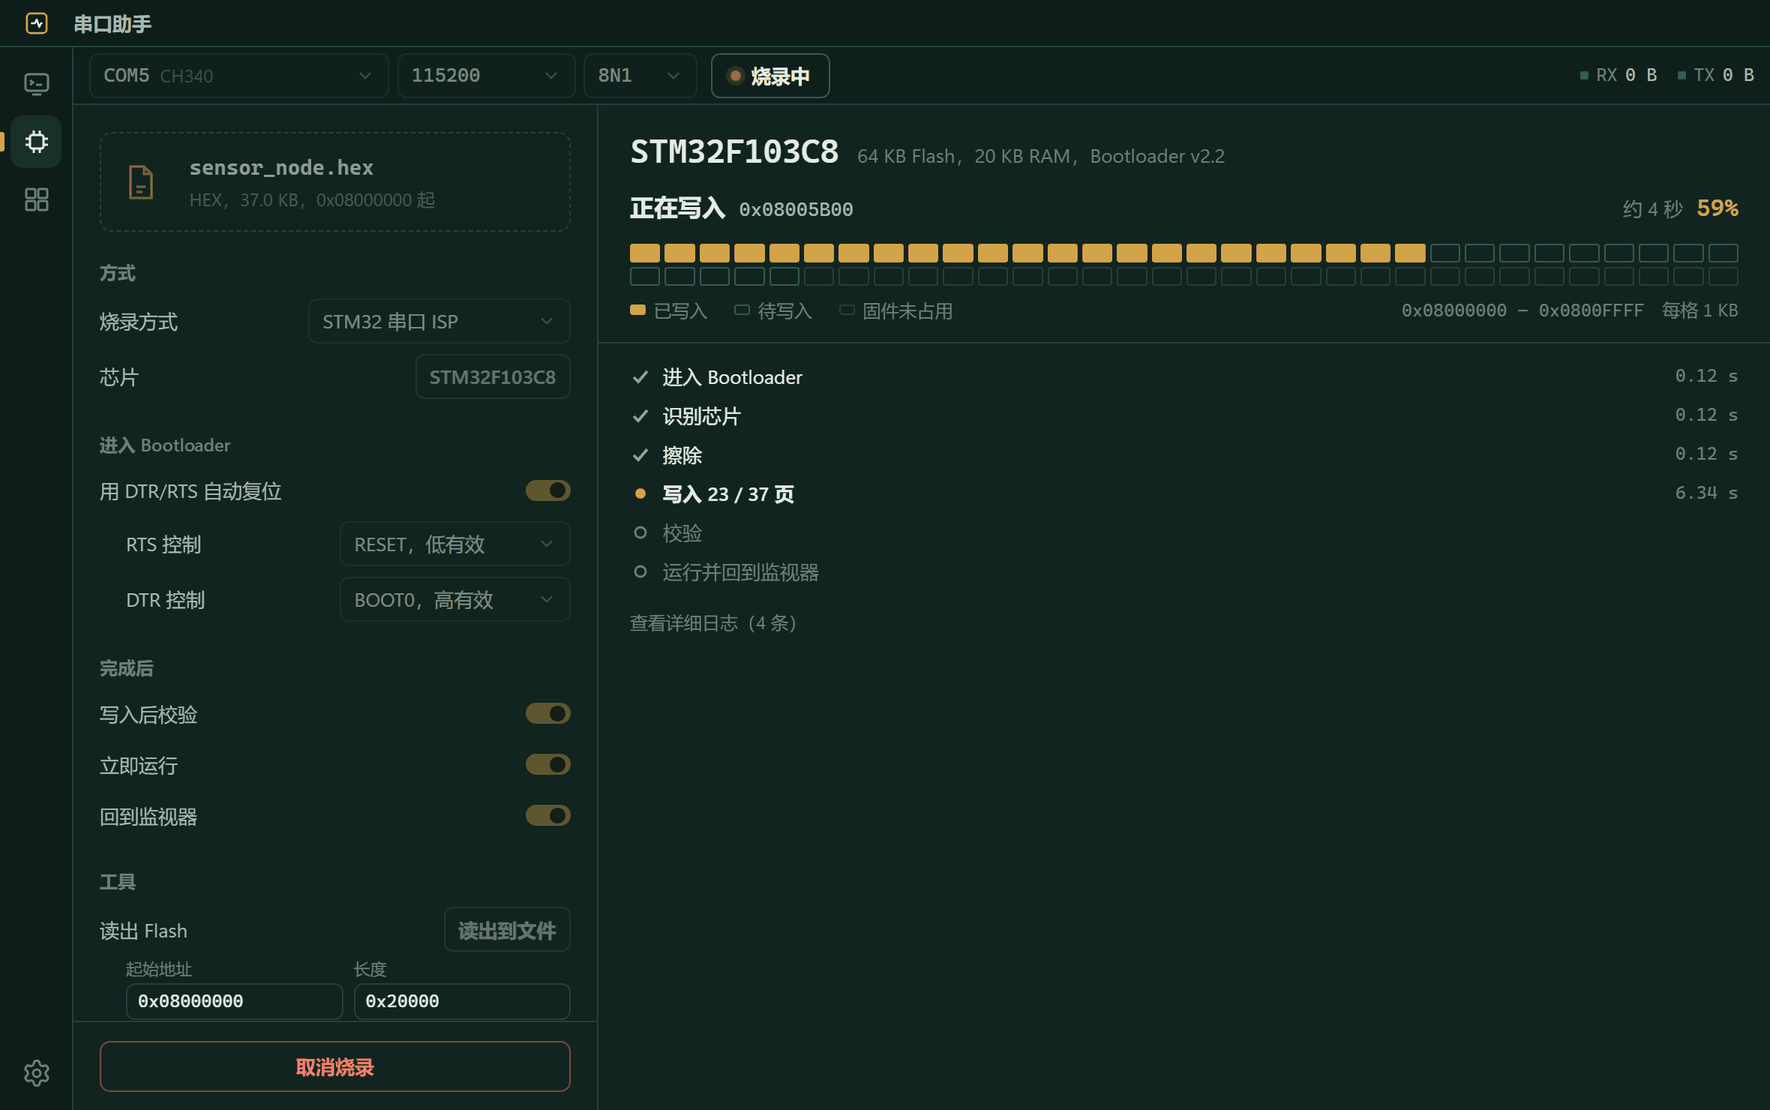 串口助手
COM5 CH340
115200
8N1
烧录中
RX 0 B
TX 0 B
sensor_node.hex
HEX，37.0 KB，0x08000000 起
方式
烧录方式
STM32 串口 ISP
芯片
STM32F103C8
进入 Bootloader
用 DTR/RTS 自动复位
RTS 控制
RESET，低有效
DTR 控制
BOOT0，高有效
完成后
写入后校验
立即运行
回到监视器
工具
读出 Flash
读出到文件
起始地址
长度
0x08000000
0x20000
取消烧录
STM32F103C8 64 KB Flash，20 KB RAM，Bootloader v2.2
正在写入 0x08005B00
约 4 秒 59%
已写入
待写入
固件未占用
0x08000000 – 0x0800FFFF 每格 1 KB
进入 Bootloader 0.12 s
识别芯片 0.12 s
擦除 0.12 s
写入 23 / 37 页 6.34 s
校验
运行并回到监视器
查看详细日志（4 条）